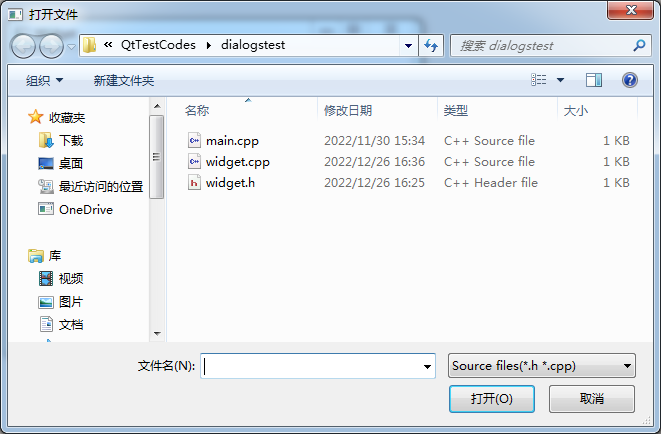 打开文件
« QtTestCodes dialogstest
搜索 dialogstest
组织 新建文件夹
收藏夹
下载
桌面
最近访问的位置
OneDrive
库
视频
图片
文档
名称 修改日期 类型 大小
main.cpp 2022/11/30 15:34 C++ Source file 1 KB
widget.cpp 2022/12/26 16:36 C++ Source file 1 KB
widget.h 2022/12/26 16:25 C++ Header file 1 KB
文件名(N):
Source files(*.h *.cpp)
打开(O) 取消